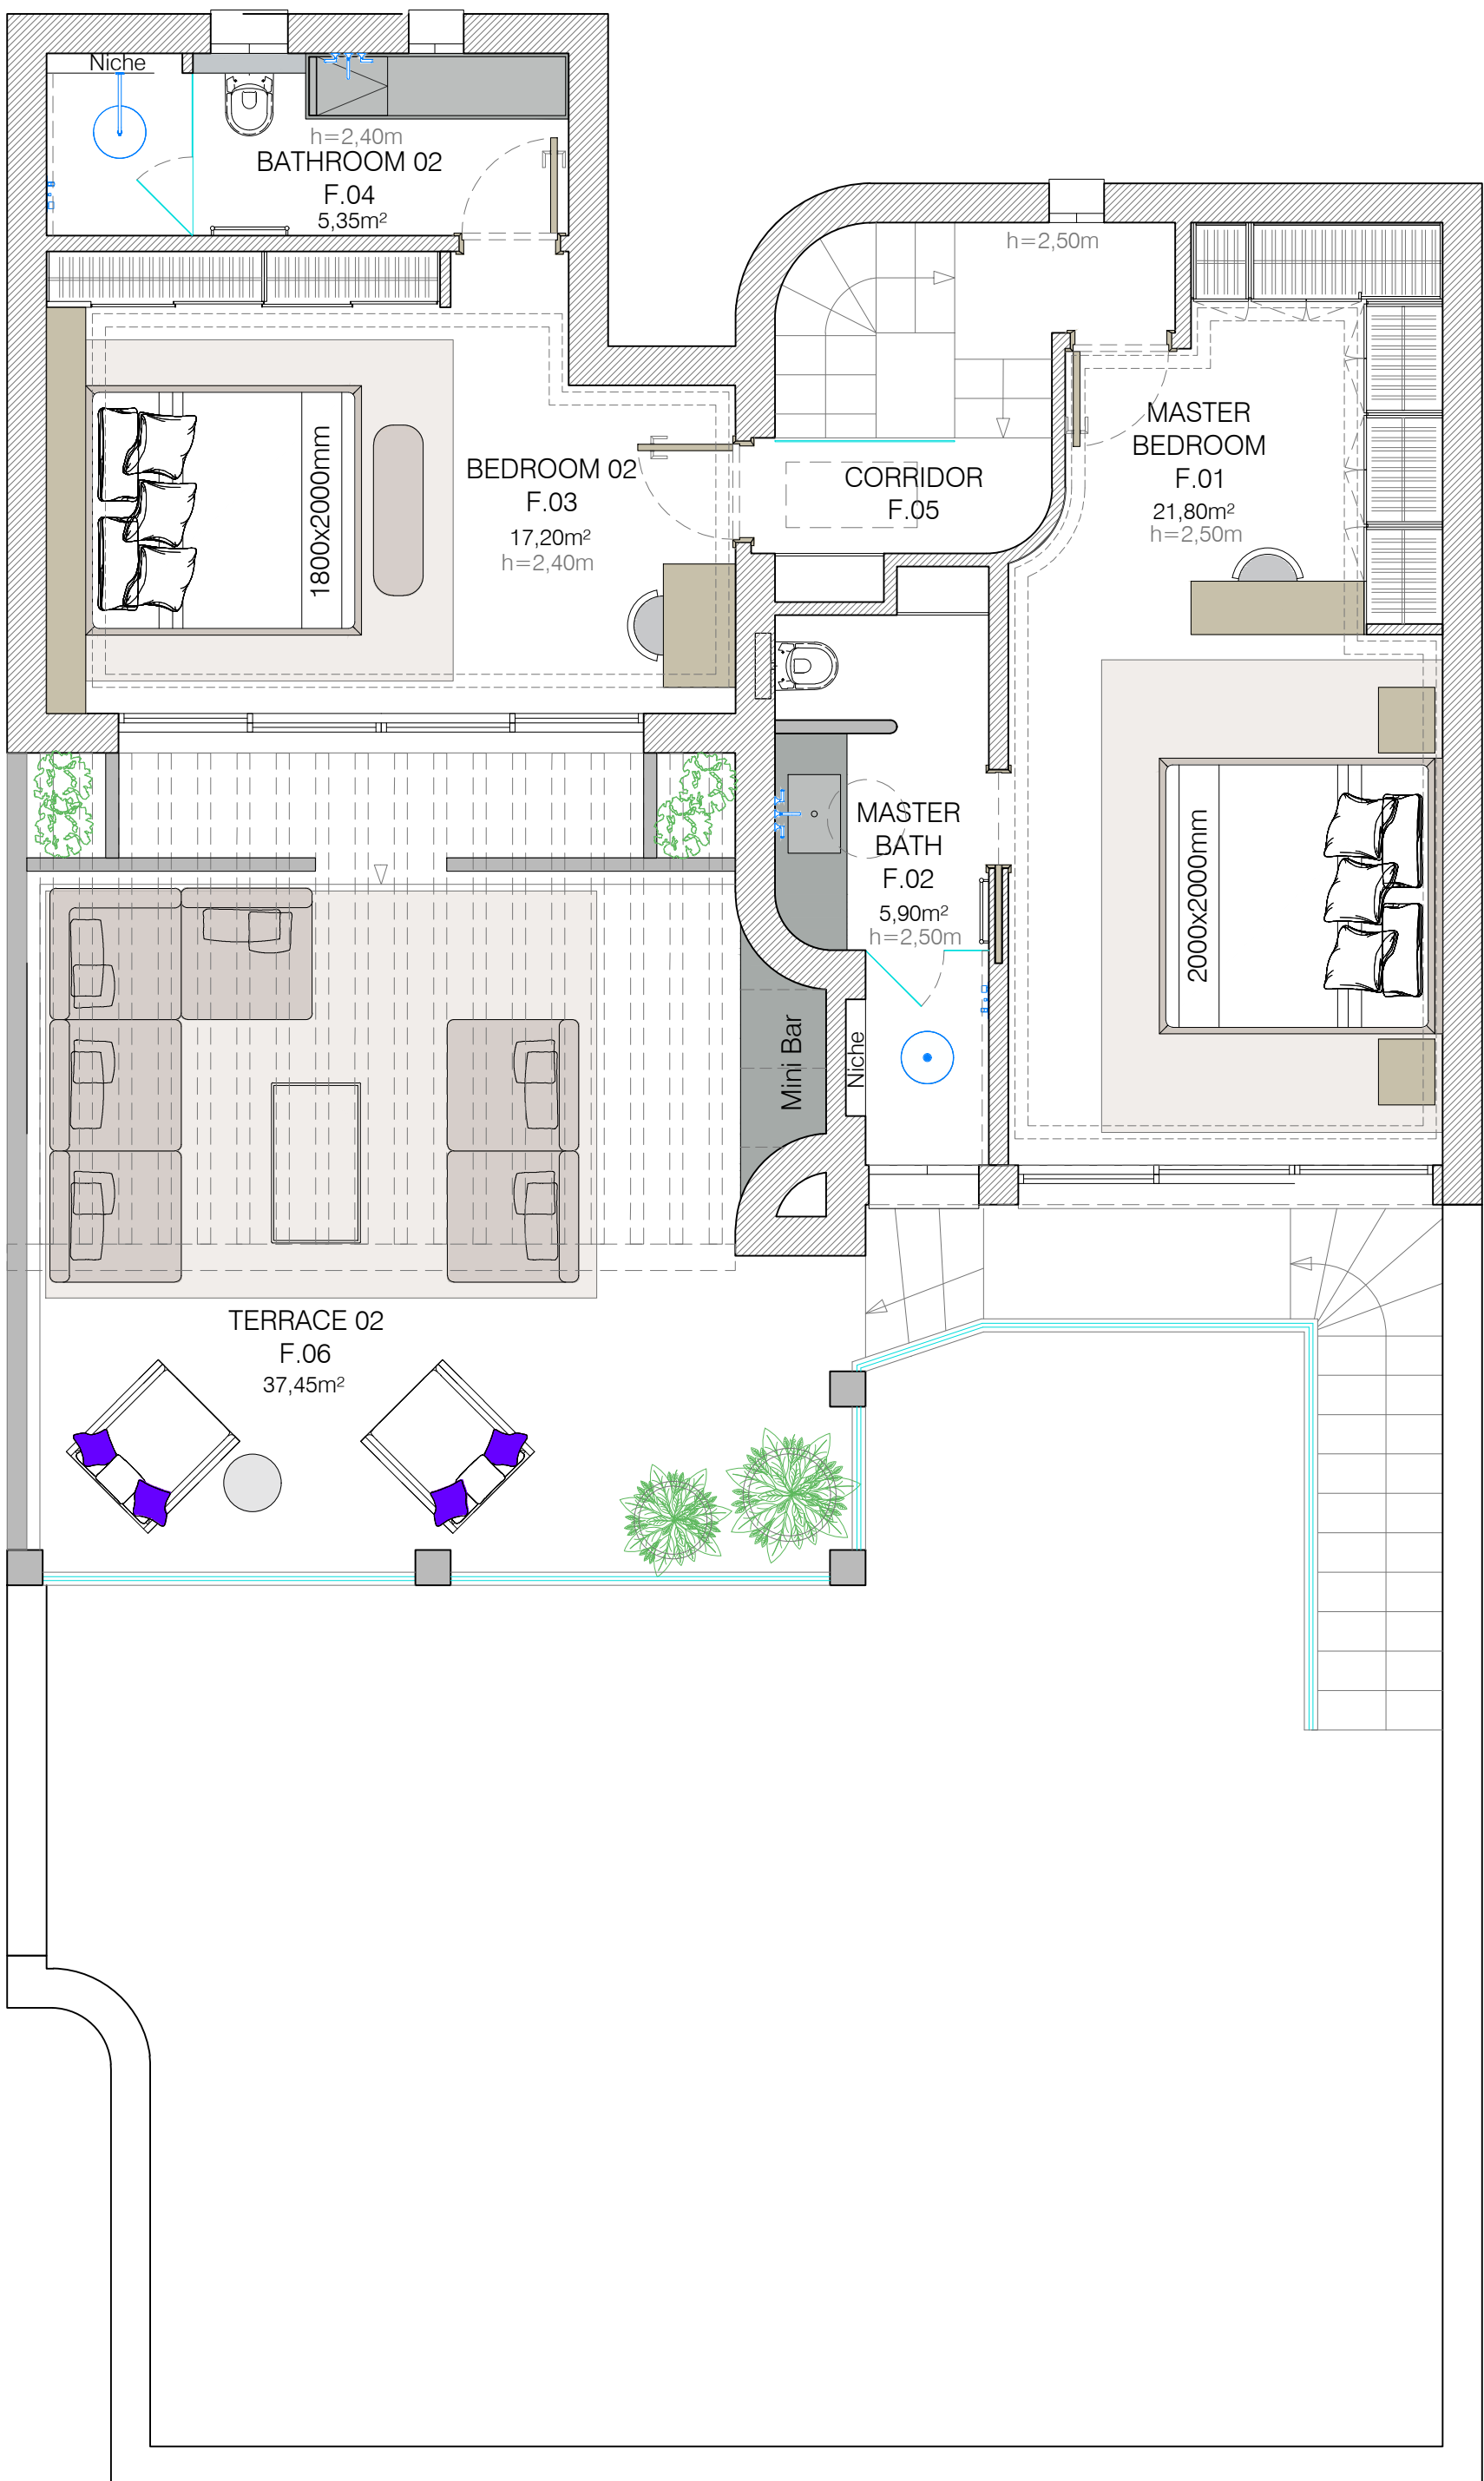 Niche
h=2,40m
BATHROOM 02
F.04
5,35m²
h=2,50m
MASTER
BEDROOM
F.01
21,80m²
h=2,50m
BEDROOM 02
F.03
17,20m²
h=2,40m
1800x2000mm
CORRIDOR
F.05
MASTER
BATH
F.02
5,90m²
h=2,50m
2000x2000mm
Mini Bar
Niche
TERRACE 02
F.06
37,45m²